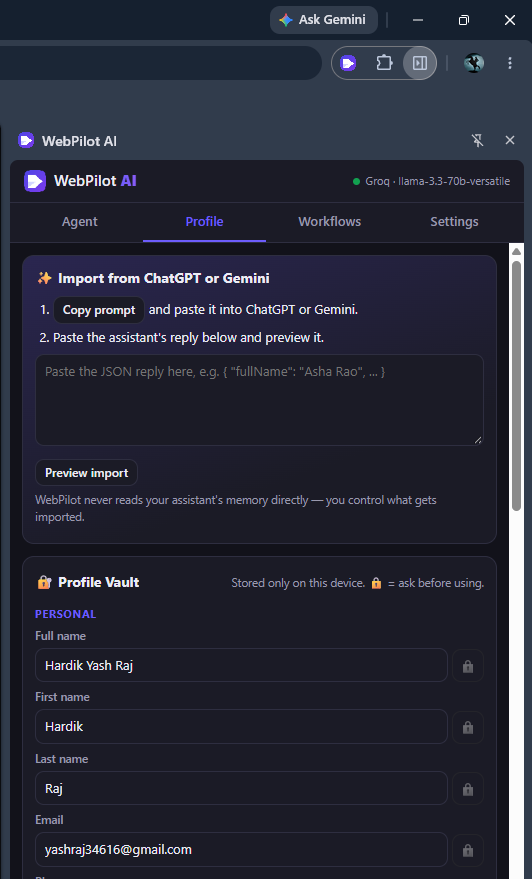 Ask Gemini
WebPilot AI
WebPilot AI
Groq · llama-3.3-70b-versatile
Agent
Profile
Workflows
Settings
✨ Import from ChatGPT or Gemini
1. Copy prompt and paste it into ChatGPT or Gemini.
2. Paste the assistant's reply below and preview it.
Paste the JSON reply here, e.g. { "fullName": "Asha Rao", ... }
Preview import
WebPilot never reads your assistant's memory directly — you control what gets
imported.
🔐 Profile Vault
Stored only on this device. 🔒 = ask before using.
PERSONAL
Full name
Hardik Yash Raj
First name
Hardik
Last name
Raj
Email
yashraj34616@gmail.com